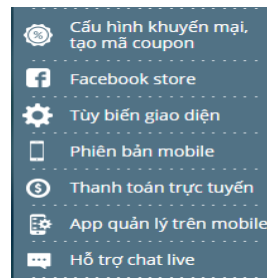 Cấu hình khuyến mại,
tạo mã coupon
Facebook store
Tùy biến giao diện
Phiên bản mobile
Thanh toán trực tuyến
App quản lý trên mobile
Hỗ trợ chat live